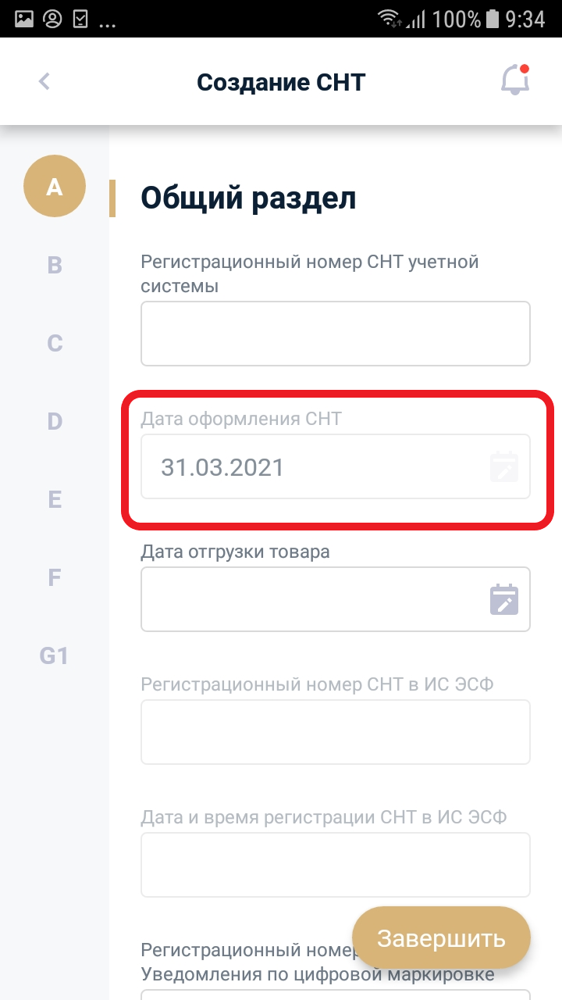 ... 100% 9:34
Создание СНТ
A
B
C
D
E
F
G1
Общий раздел
Регистрационный номер СНТ учетной
системы
Дата оформления СНТ
31.03.2021
Дата отгрузки товара
Регистрационный номер СНТ в ИС ЭСФ
Дата и время регистрации СНТ в ИС ЭСФ
Завершить
Регистрационный номер
Уведомления по цифровой маркировке